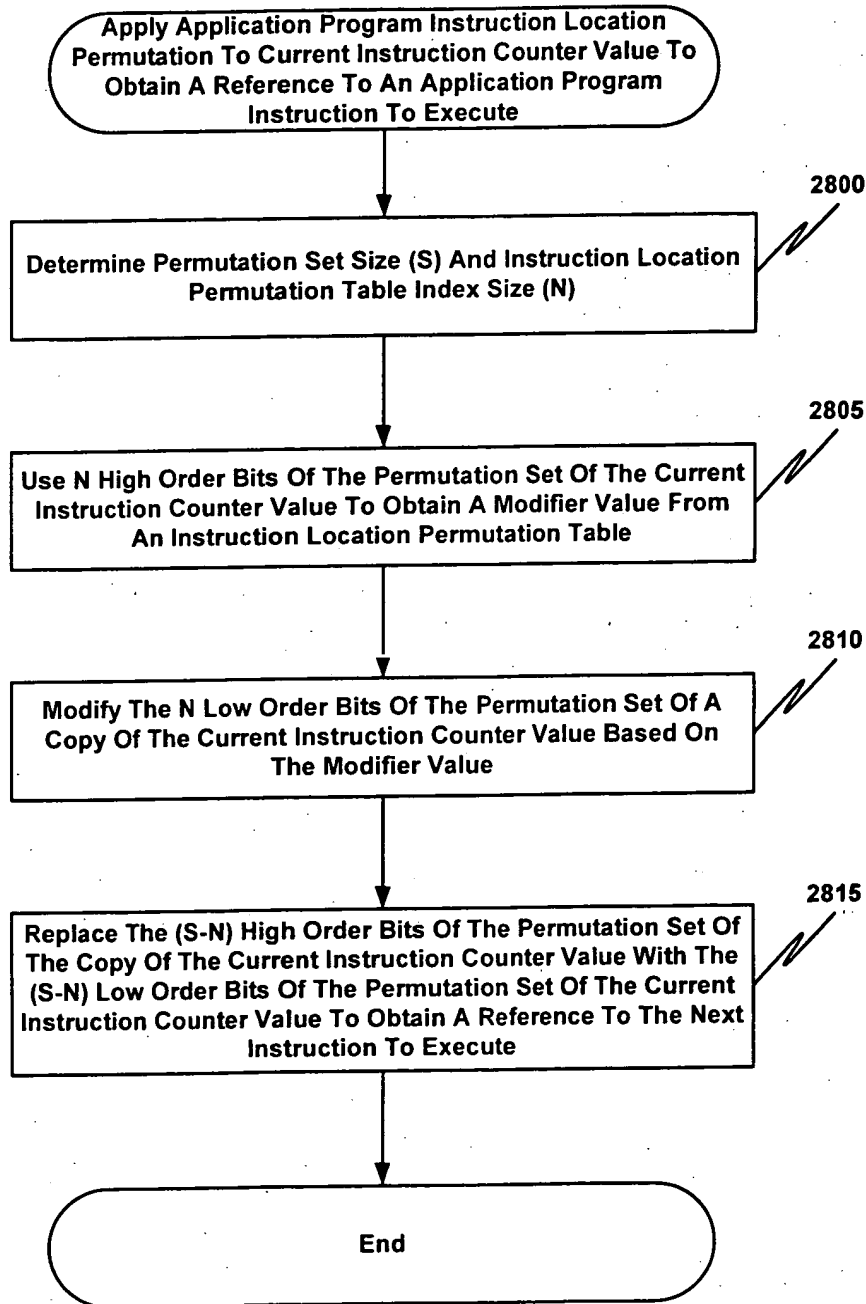 Apply Application Program Instruction Location
Permutation To Current Instruction Counter Value To
Obtain A Reference To An Application Program
Instruction To Execute
2800
Determine Permutation Set Size (S) And Instruction Location
Permutation Table Index Size (N)
2805
Use N High Order Bits Of The Permutation Set Of The Current
Instruction Counter Value To Obtain A Modifier Value From
An Instruction Location Permutation Table
2810
Modify The N Low Order Bits Of The Permutation Set Of A
Copy Of The Current Instruction Counter Value Based On
The Modifier Value
2815
Replace The (S-N) High Order Bits Of The Permutation Set Of
The Copy Of The Current Instruction Counter Value With The
(S-N) Low Order Bits Of The Permutation Set Of The Current
Instruction Counter Value To Obtain A Reference To The Next
Instruction To Execute
End